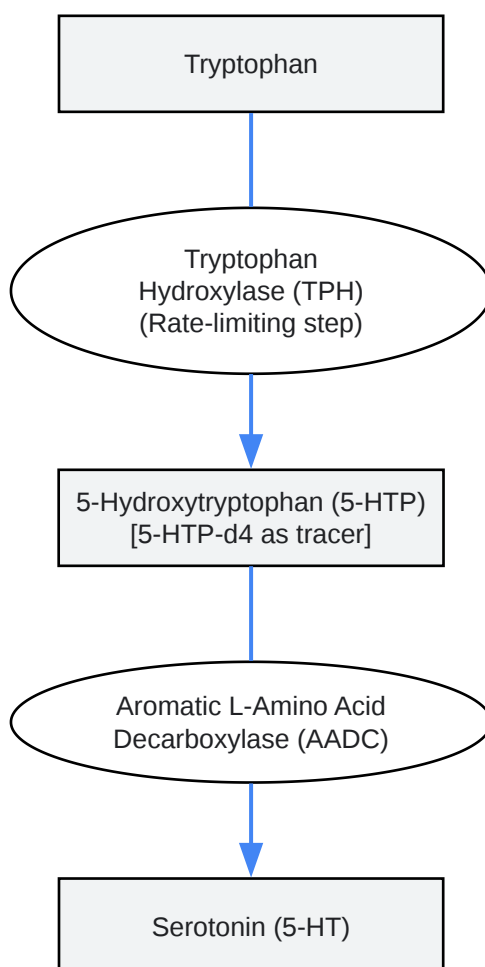 Tryptophan
Tryptophan
Hydroxylase (TPH)
(Rate-limiting step)
5-Hydroxytryptophan (5-HTP)
[5-HTP-d4 as tracer]
Aromatic L-Amino Acid
Decarboxylase (AADC)
Serotonin (5-HT)